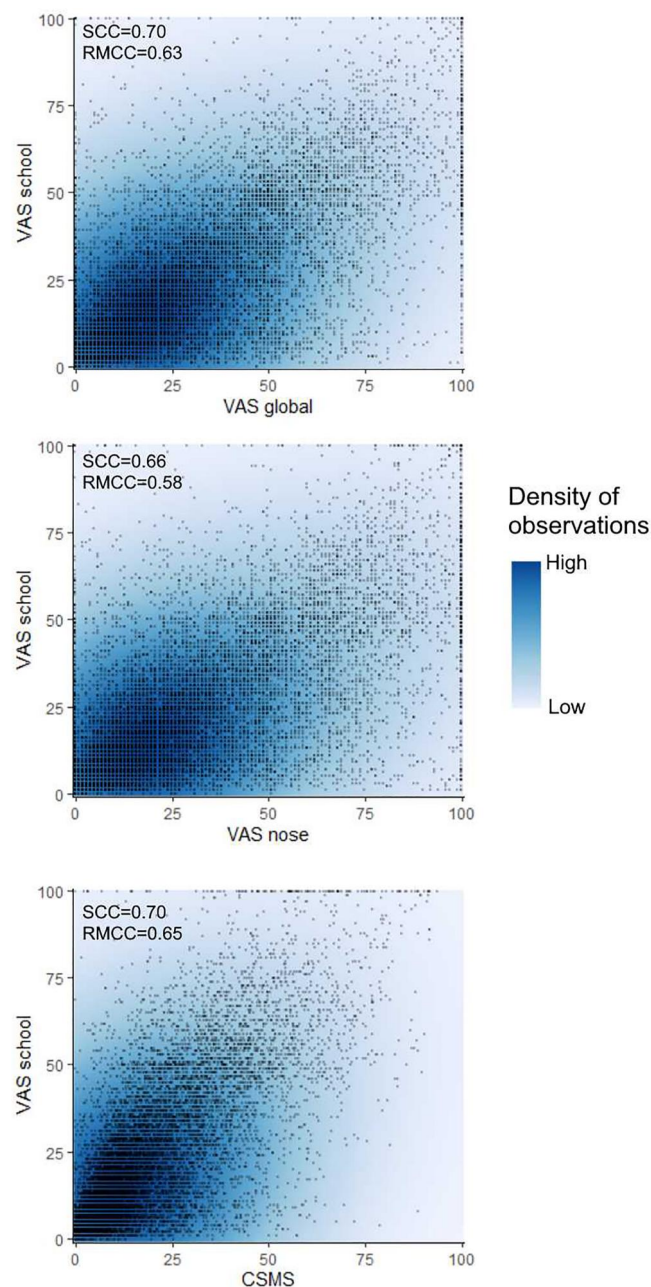 SCC=0.70
RMCC=0.63
100
75
50
25
0
VAS school
0 25 50 75 100
VAS global
SCC=0.66
RMCC=0.58
100
75
50
25
0
VAS school
0 25 50 75 100
VAS nose
Density of
observations
High
Low
SCC=0.70
RMCC=0.65
100
75
50
25
0
VAS school
0 25 50 75 100
CSMS